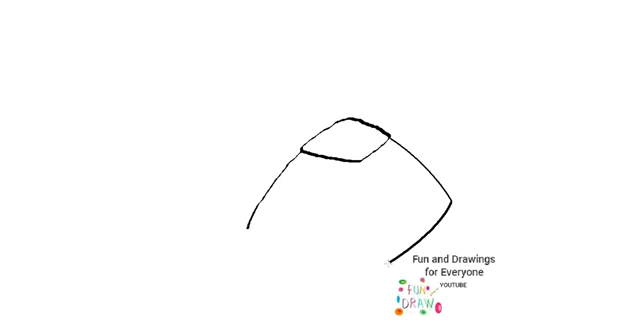 Fun and Drawings
for Everyone
YOUTUBE
FUN
DRAW